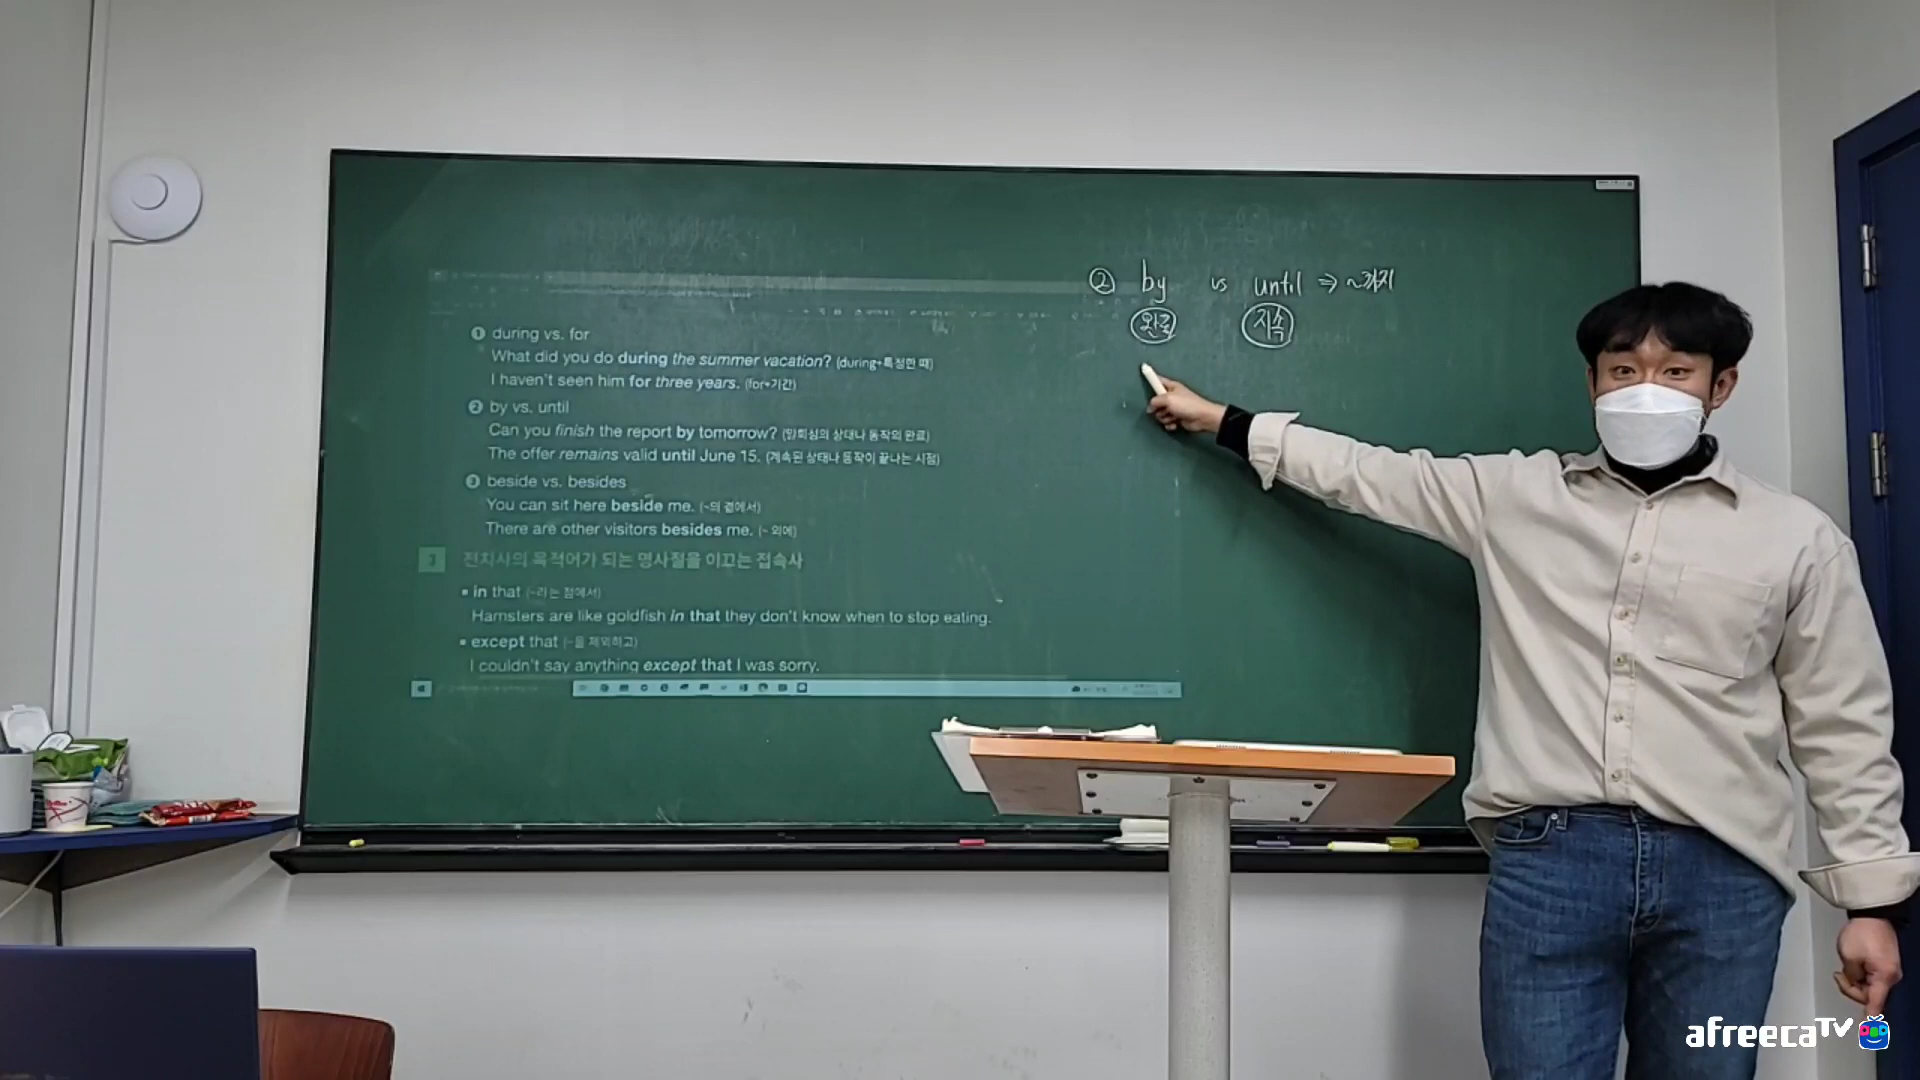 ① during vs. for
What did you do during the summer vacation? (during+특정한 때)
I haven't seen him for three years. (for+기간)
② by vs. until
Can you finish the report by tomorrow? (일회성의 상태나 동작의 완료)
The offer remains valid until June 15. (계속된 상태나 동작이 끝나는 시점)
③ beside vs. besides
You can sit here beside me. (~의 곁에서)
There are other visitors besides me. (~ 외에)
3 전치사의 목적어가 되는 명사절을 이끄는 접속사
▪ in that (~라는 점에서)
Hamsters are like goldfish in that they don't know when to stop eating.
▪ except that (~을 제외하고)
I couldn't say anything except that I was sorry.
② by vs until ⇒ ~까지
완료 지속
afreecaTV